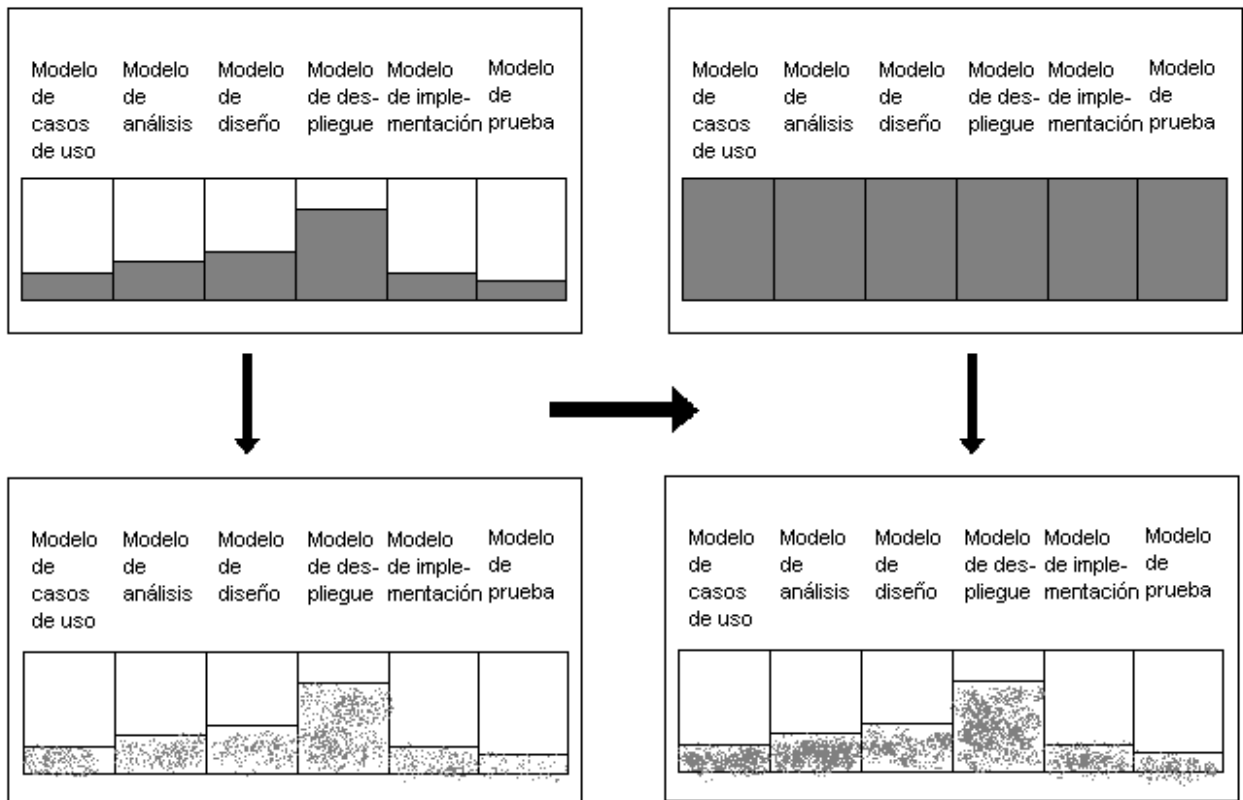 Modelo
de
casos
de uso
Modelo
de
análisis
Modelo
de
diseño
Modelo
de des-
pliegue
Modelo
de imple-
mentación
Modelo
de
prueba
Modelo
de
casos
de uso
Modelo
de
análisis
Modelo
de
diseño
Modelo
de des-
pliegue
Modelo
de imple-
mentación
Modelo
de
prueba
Modelo
de
casos
de uso
Modelo
de
análisis
Modelo
de
diseño
Modelo
de des-
pliegue
Modelo
de imple-
mentación
Modelo
de
prueba
Modelo
de
casos
de uso
Modelo
de
análisis
Modelo
de
diseño
Modelo
de des-
pliegue
Modelo
de imple-
mentación
Modelo
de
prueba